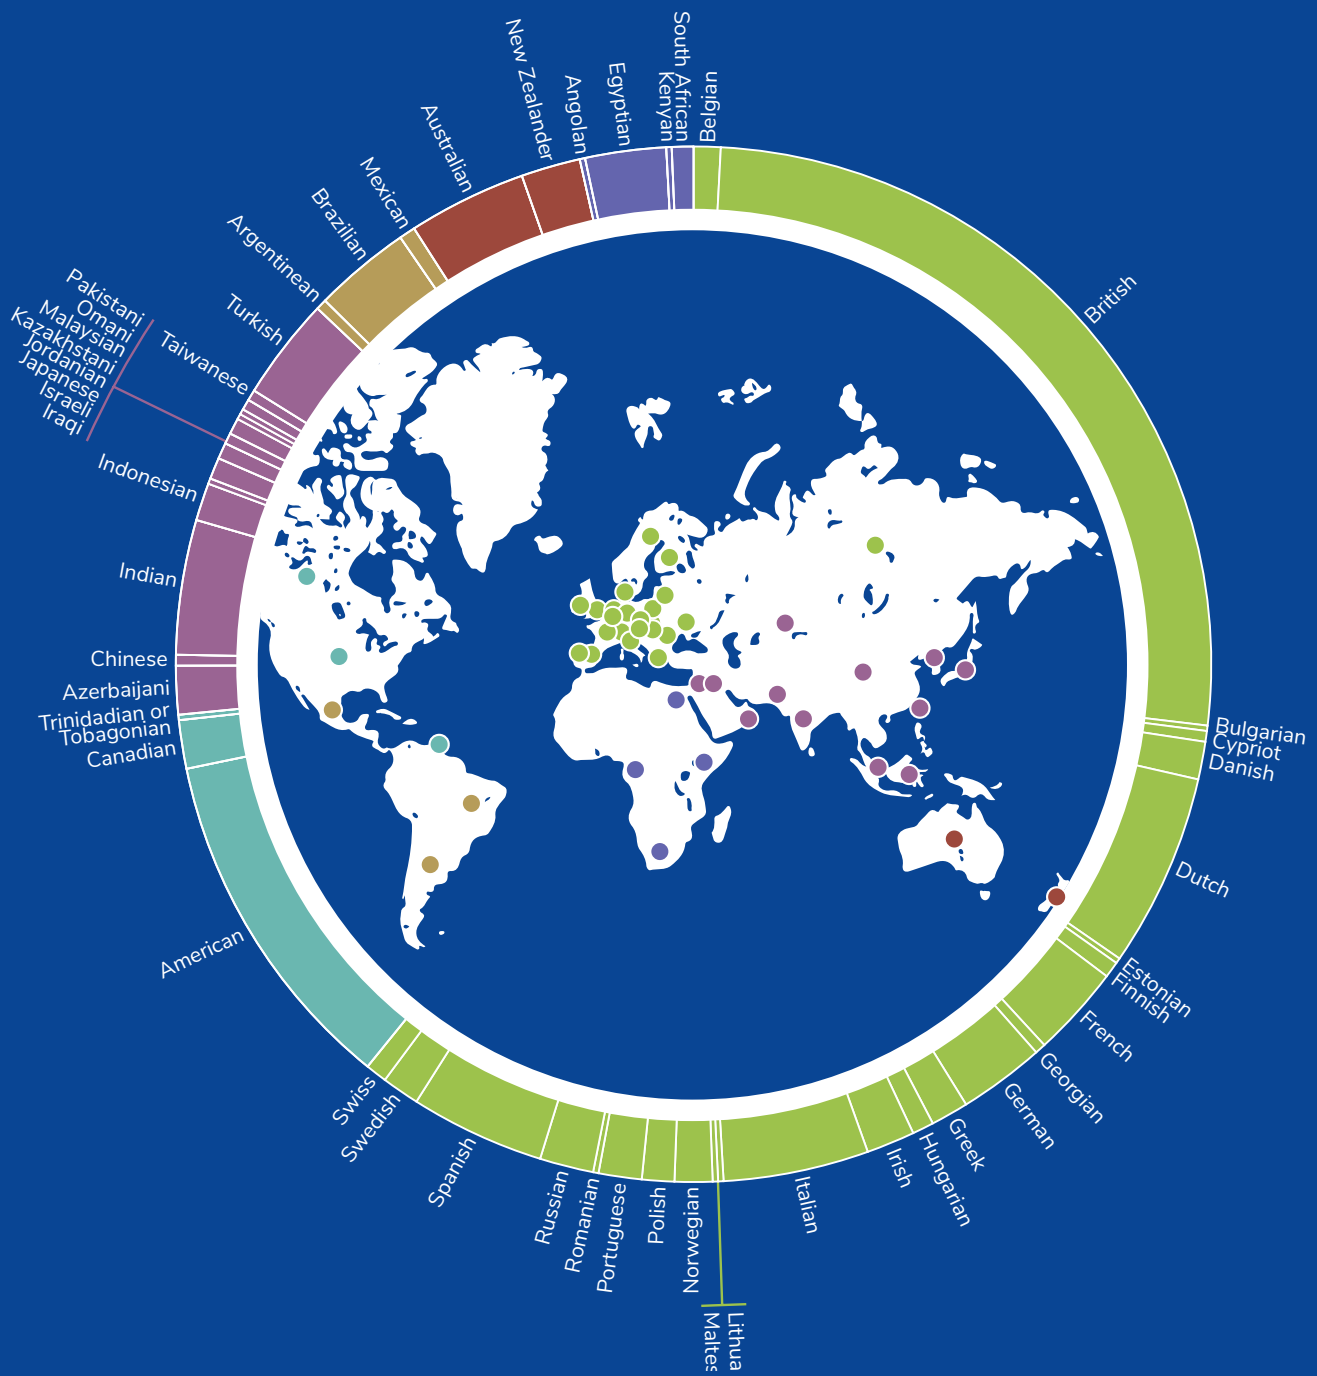 Belgian
British
Bulgarian
Cypriot
Danish
Dutch
Estonian
Finnish
French
Georgian
German
Greek
Hungarian
Irish
Italian
Lithua
Maltes
Norwegian
Polish
Portuguese
Romanian
Russian
Spanish
Swedish
Swiss
American
Canadian
Trinidadian or
Tobagonian
Azerbaijani
Chinese
Indian
Indonesian
Iraqi
Israeli
Japanese
Jordanian
Kazakhstani
Malaysian
Omani
Pakistani
Taiwanese
Turkish
Argentinean
Brazilian
Mexican
Australian
New Zealander
Angolan
Egyptian
Kenyan
South African